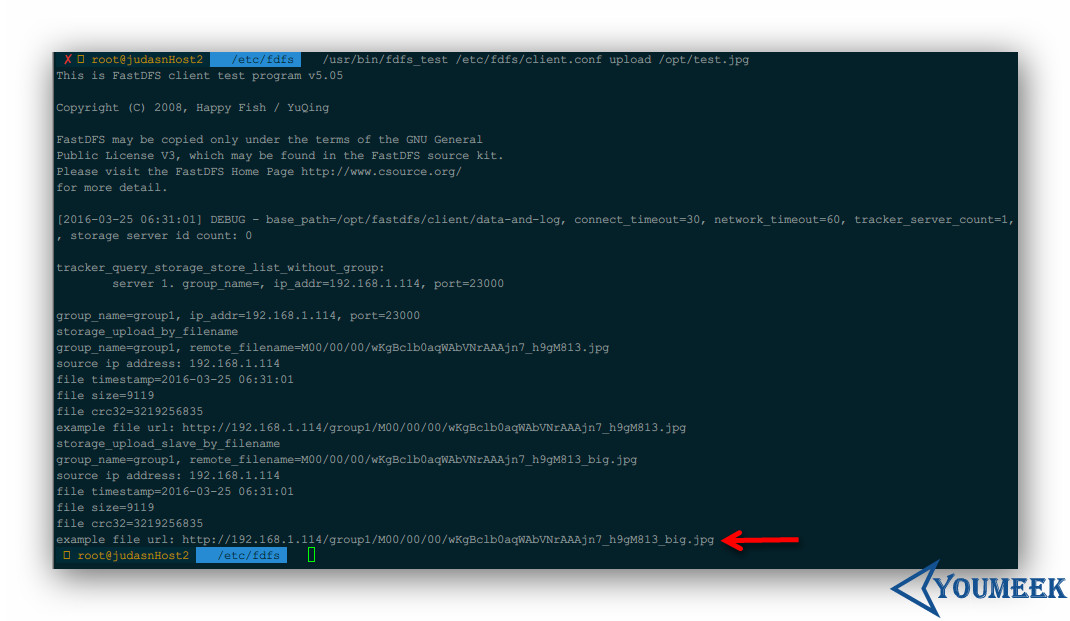 ✗ root@judasnHost2 /etc/fdfs /usr/bin/fdfs_test /etc/fdfs/client.conf upload /opt/test.jpg
This is FastDFS client test program v5.05
Copyright (C) 2008, Happy Fish / YuQing
FastDFS may be copied only under the terms of the GNU General
Public License V3, which may be found in the FastDFS source kit.
Please visit the FastDFS Home Page http://www.csource.org/
for more detail.
[2016-03-25 06:31:01] DEBUG - base_path=/opt/fastdfs/client/data-and-log, connect_timeout=30, network_timeout=60, tracker_server_count=1,
, storage server id count: 0
tracker_query_storage_store_list_without_group:
server 1. group_name=, ip_addr=192.168.1.114, port=23000
group_name=group1, ip_addr=192.168.1.114, port=23000
storage_upload_by_filename
group_name=group1, remote_filename=M00/00/00/wKgBclb0aqWAbVNrAAAjn7_h9gM813.jpg
source ip address: 192.168.1.114
file timestamp=2016-03-25 06:31:01
file size=9119
file crc32=3219256835
example file url: http://192.168.1.114/group1/M00/00/00/wKgBclb0aqWAbVNrAAAjn7_h9gM813.jpg
storage_upload_slave_by_filename
group_name=group1, remote_filename=M00/00/00/wKgBclb0aqWAbVNrAAAjn7_h9gM813_big.jpg
source ip address: 192.168.1.114
file timestamp=2016-03-25 06:31:01
file size=9119
file crc32=3219256835
example file url: http://192.168.1.114/group1/M00/00/00/wKgBclb0aqWAbVNrAAAjn7_h9gM813_big.jpg
root@judasnHost2 /etc/fdfs
YOUMEEK